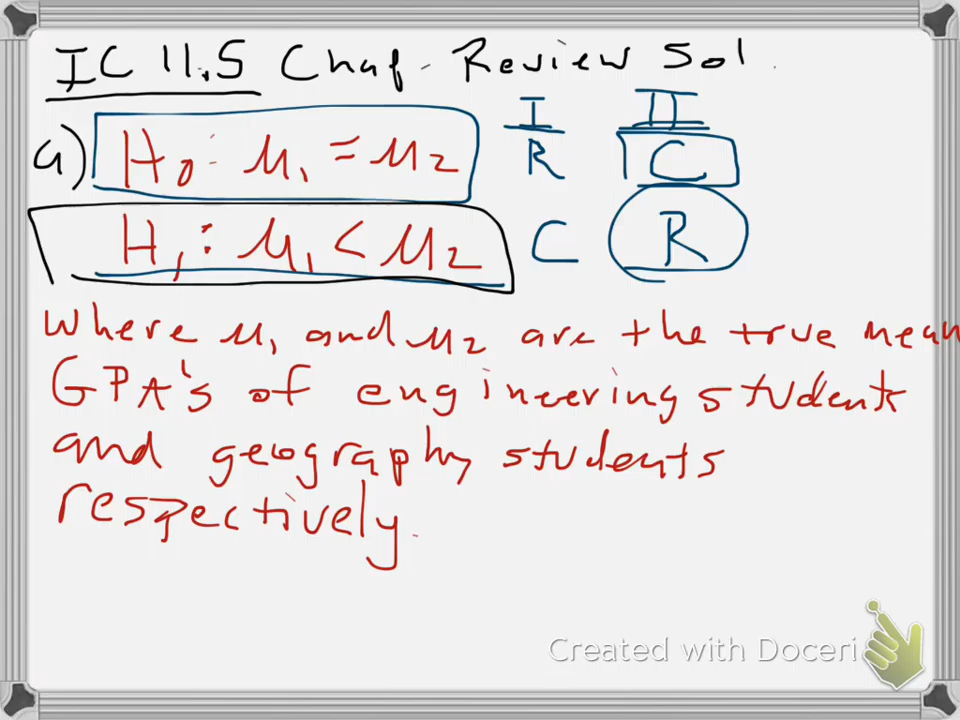 IC 11.5 Chap. Review Sol
I II
a) H0: μ1 = μ2 R C
H1: μ1 < μ2 C R
Where μ1 and μ2 are the true mean
GPA's of engineering students
and geography students
respectively.
Created with Doceri